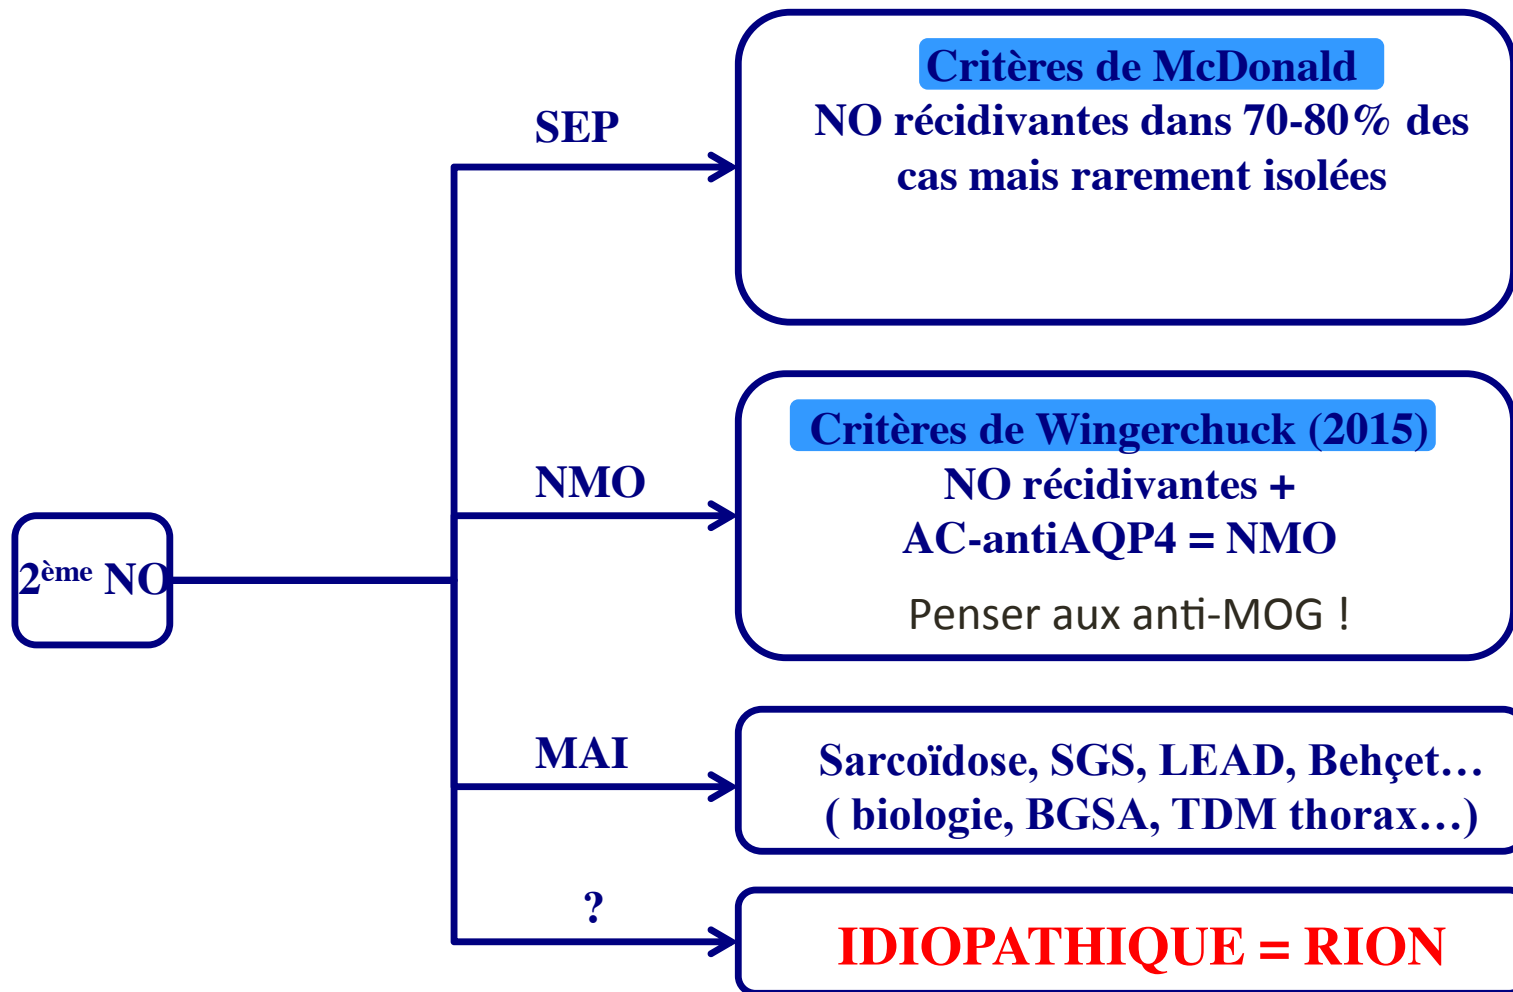 SEP
Critères de McDonald
NO récidivantes dans 70-80% des
cas mais rarement isolées
NMO
Critères de Wingerchuck (2015)
NO récidivantes +
AC-antiAQP4 = NMO
Penser aux anti-MOG !
2ème NO
MAI
Sarcoïdose, SGS, LEAD, Behçet…
( biologie, BGSA, TDM thorax…)
?
IDIOPATHIQUE = RION